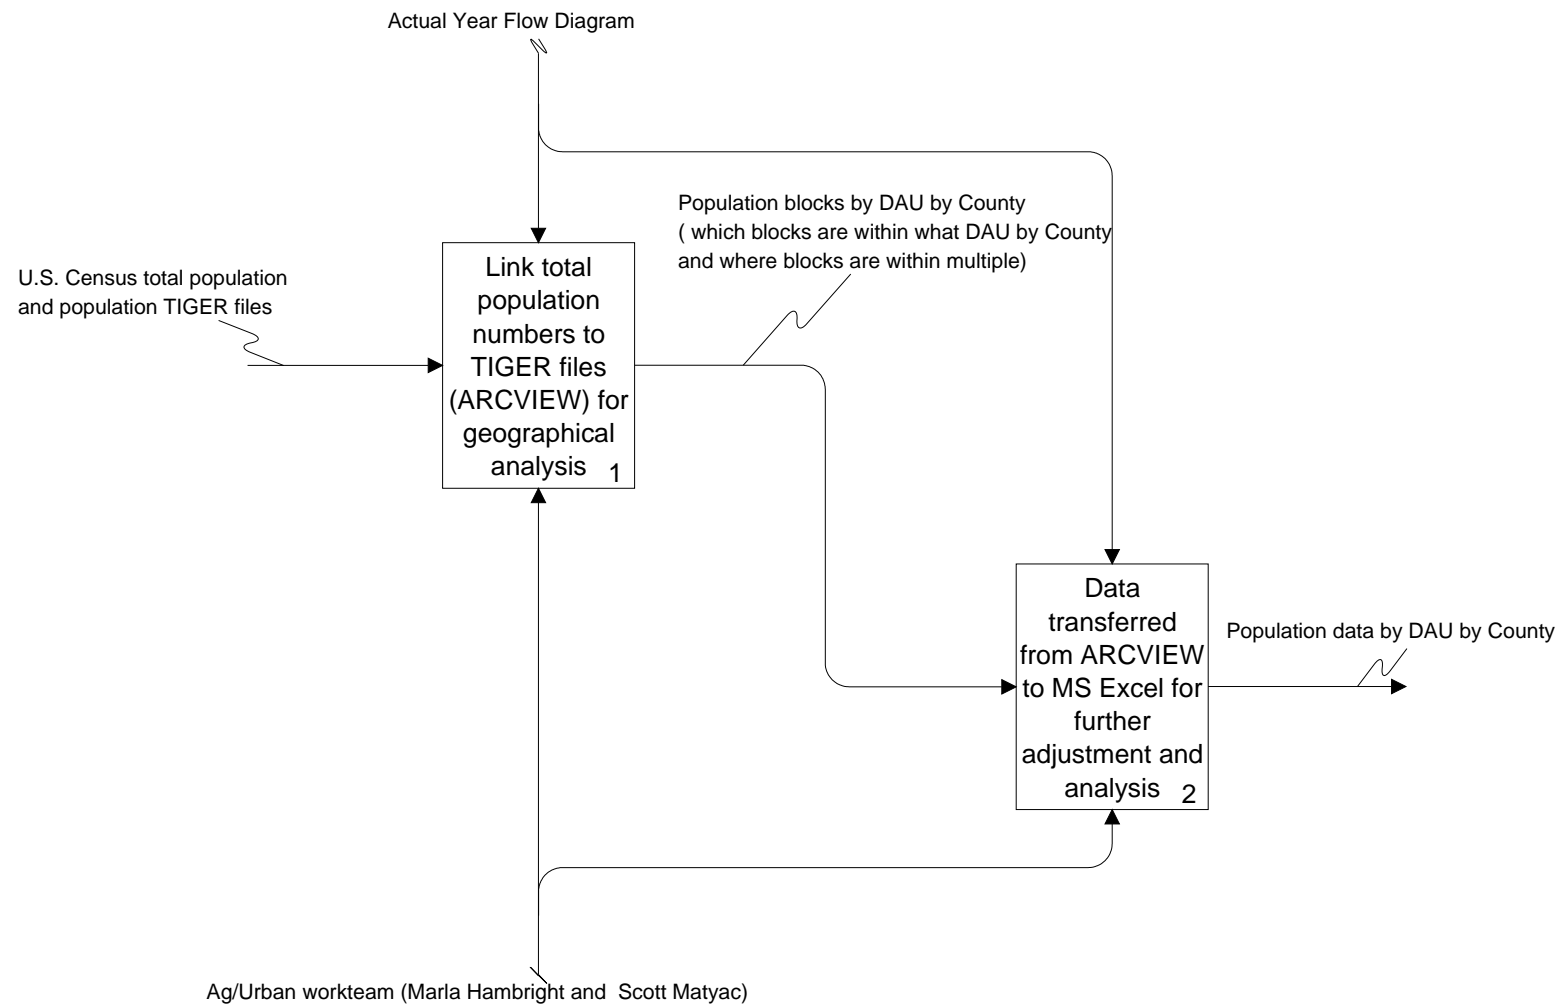 Actual Year Flow Diagram
Population blocks by DAU by County
( which blocks are within what DAU by County
and where blocks are within multiple)
U.S. Census total population
and population TIGER files
Link total
population
numbers to
TIGER files
(ARCVIEW) for
geographical
analysis 1
Data
transferred
from ARCVIEW
to MS Excel for
further
adjustment and
analysis 2
Population data by DAU by County
Ag/Urban workteam (Marla Hambright and Scott Matyac)